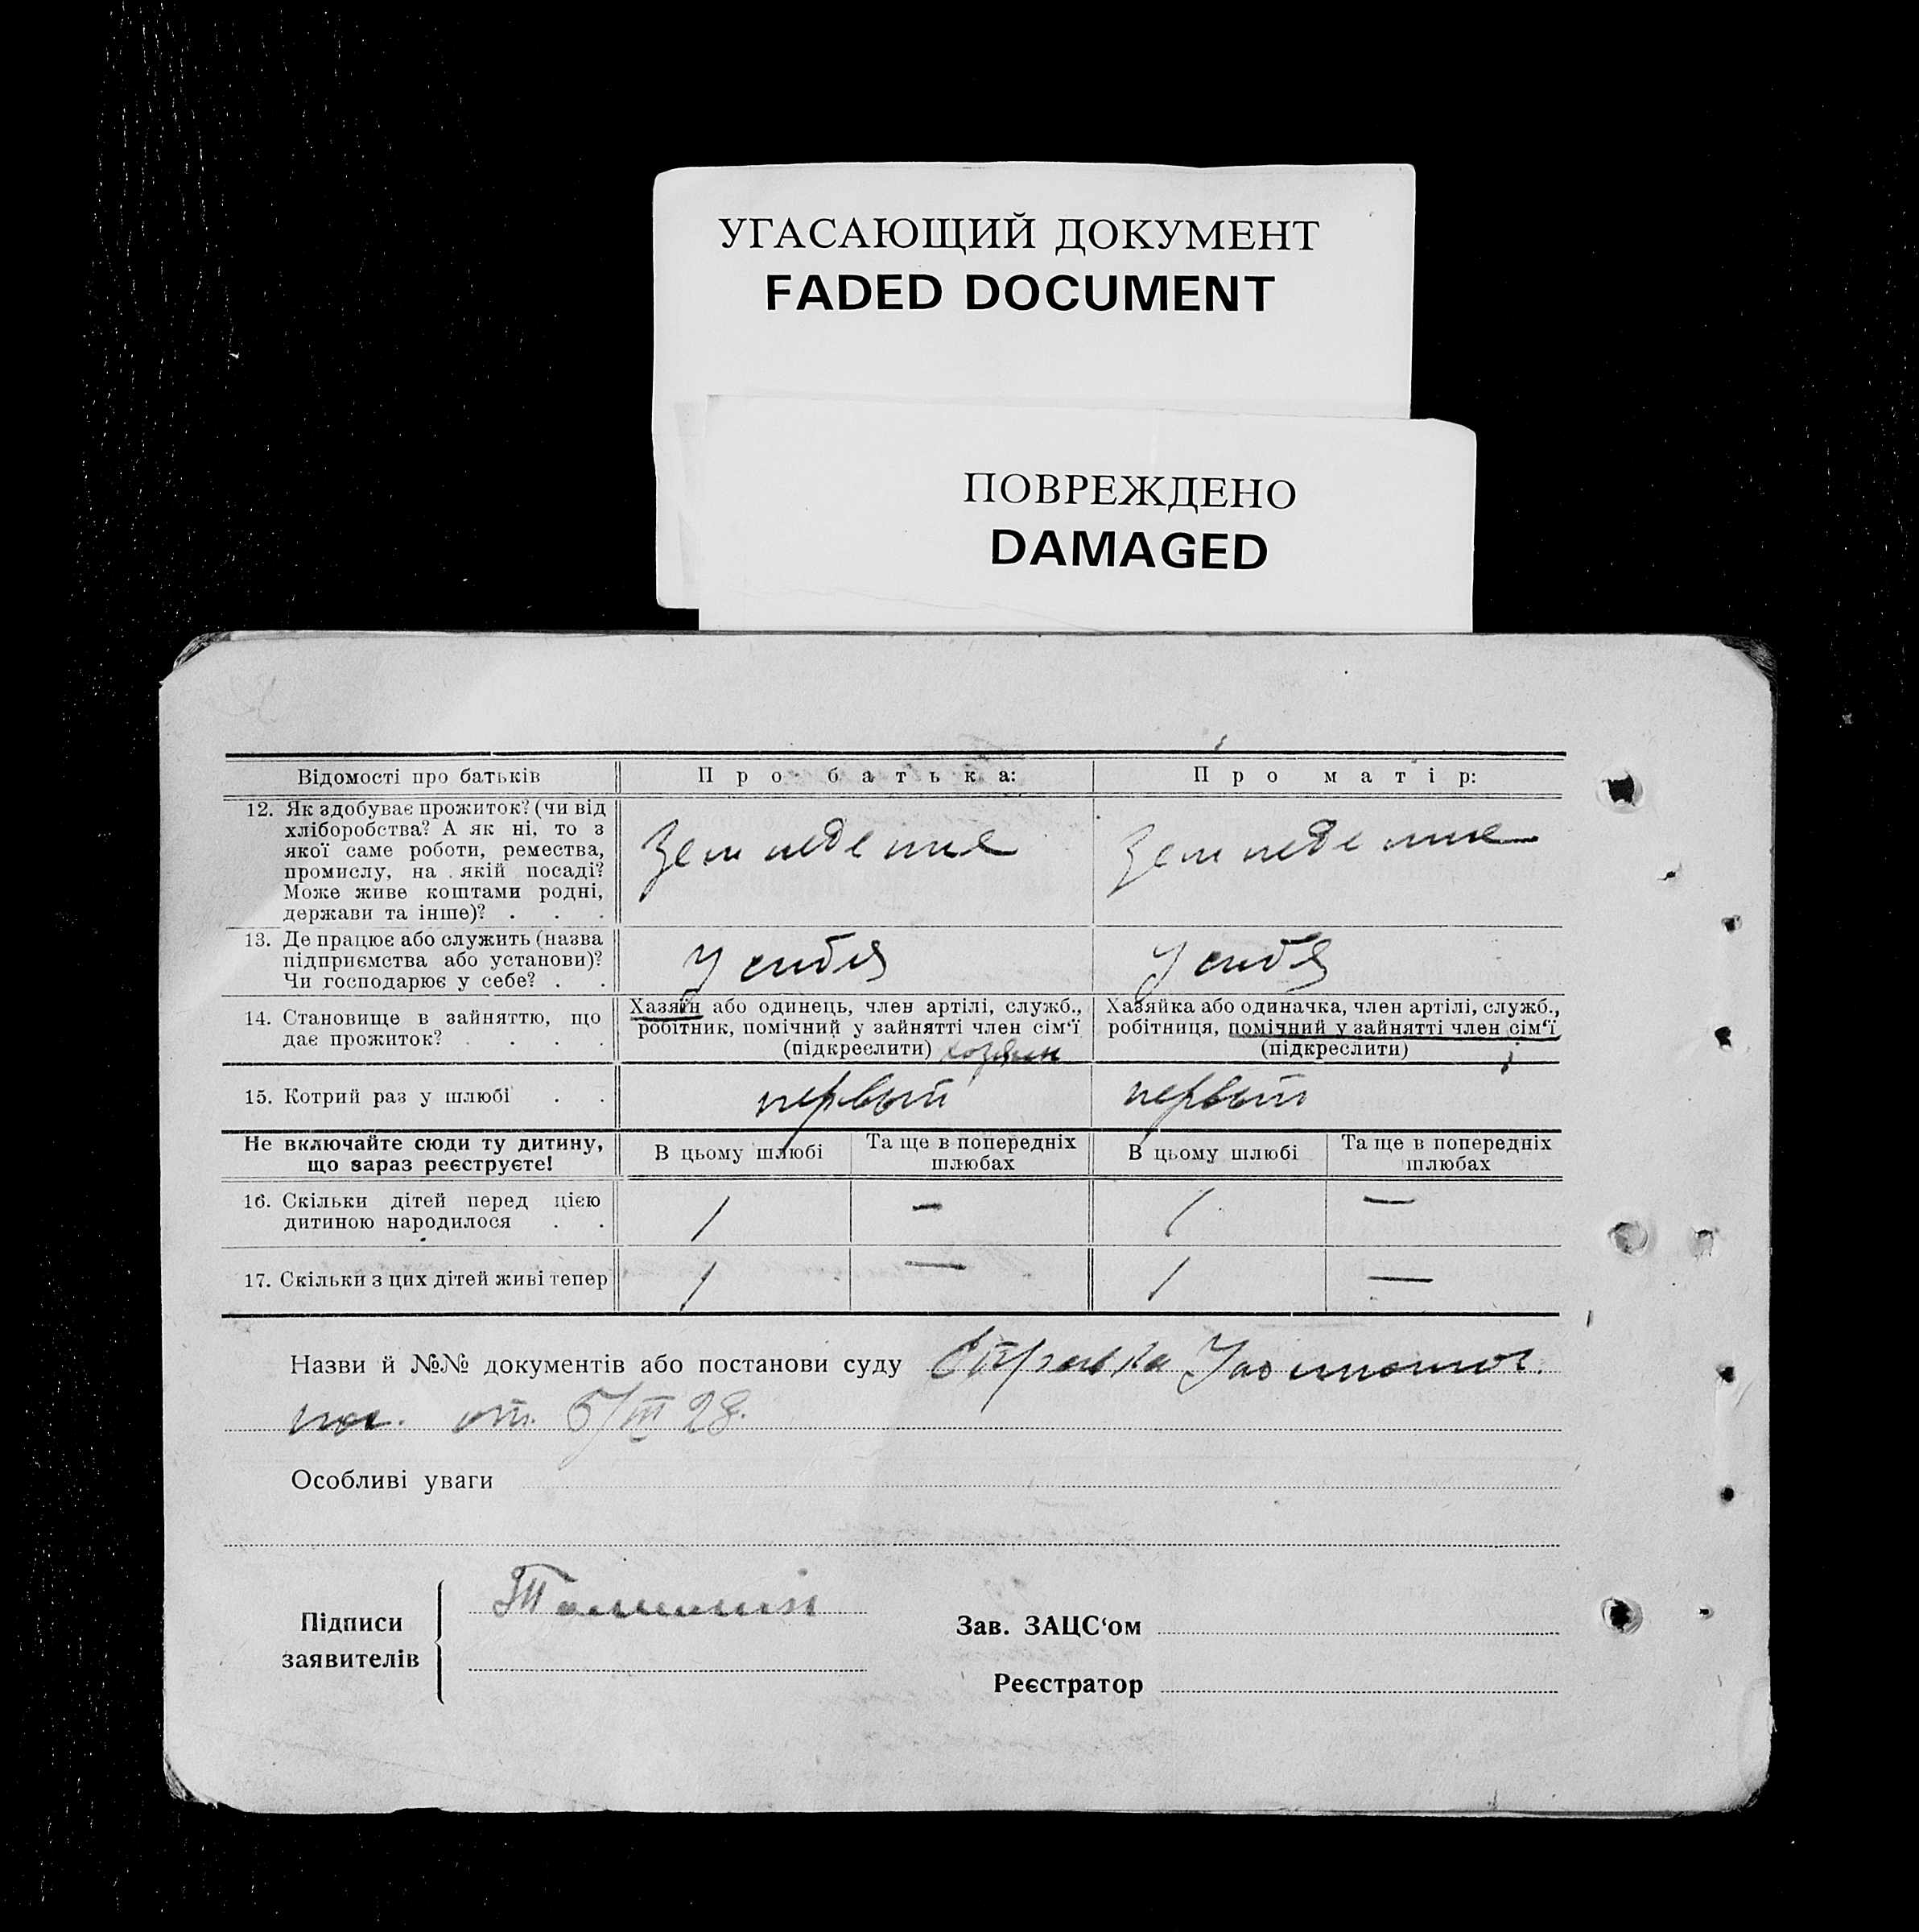 УГАСАЮЩИЙ ДОКУМЕНТ
FADED DOCUMENT
ПОВРЕЖДЕНО
DAMAGED
Відомості про батьків
Про батька:
Про матір:
12. Як здобуває прожиток? (чи від
хліборобства? А як ні, то з
якої саме роботи, ремества,
промислу, на якій посаді?
Може живе коштами родні,
держави та інше)? . . .
Земледелие
Земледелие
13. Де працює або служить (назва
підприємства або установи)?
Чи господарює у себе? . .
У себя
У себя
14. Становище в зайняттю, що
дає прожиток? . . . .
Хазяїн або одинець, член артілі, служб.,
робітник, помічний у зайнятті член сім‘ї
(підкреслити) хозяин
Хазяйка або одиначка, член артілі, служб.,
робітниця, помічний у зайнятті член сім‘ї
(підкреслити)
15. Котрий раз у шлюбі . .
первый
первый
Не включайте сюди ту дитину,
що зараз реєструєте!
В цьому шлюбі
Та ще в попередніх
шлюбах
В цьому шлюбі
Та ще в попередніх
шлюбах
16. Скільки дітей перед цією
дитиною народилося . .
1
—
1
—
17. Скільки з цих дітей живі тепер
1
—
1
—
Назви й №№ документів або постанови суду Справка
от 5/III 28.
Особливі уваги
Підписи
заявителів
Зав. ЗАЦС‘ом
Реєстратор